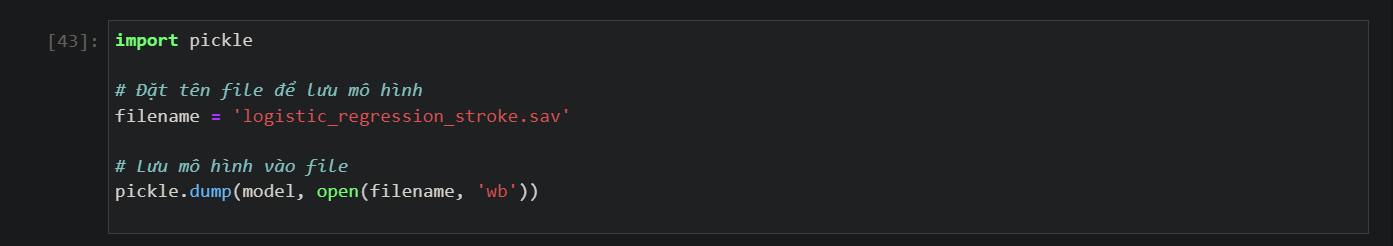 [43]: import pickle
# Đặt tên file để lưu mô hình
filename = 'logistic_regression_stroke.sav'
# Lưu mô hình vào file
pickle.dump(model, open(filename, 'wb'))